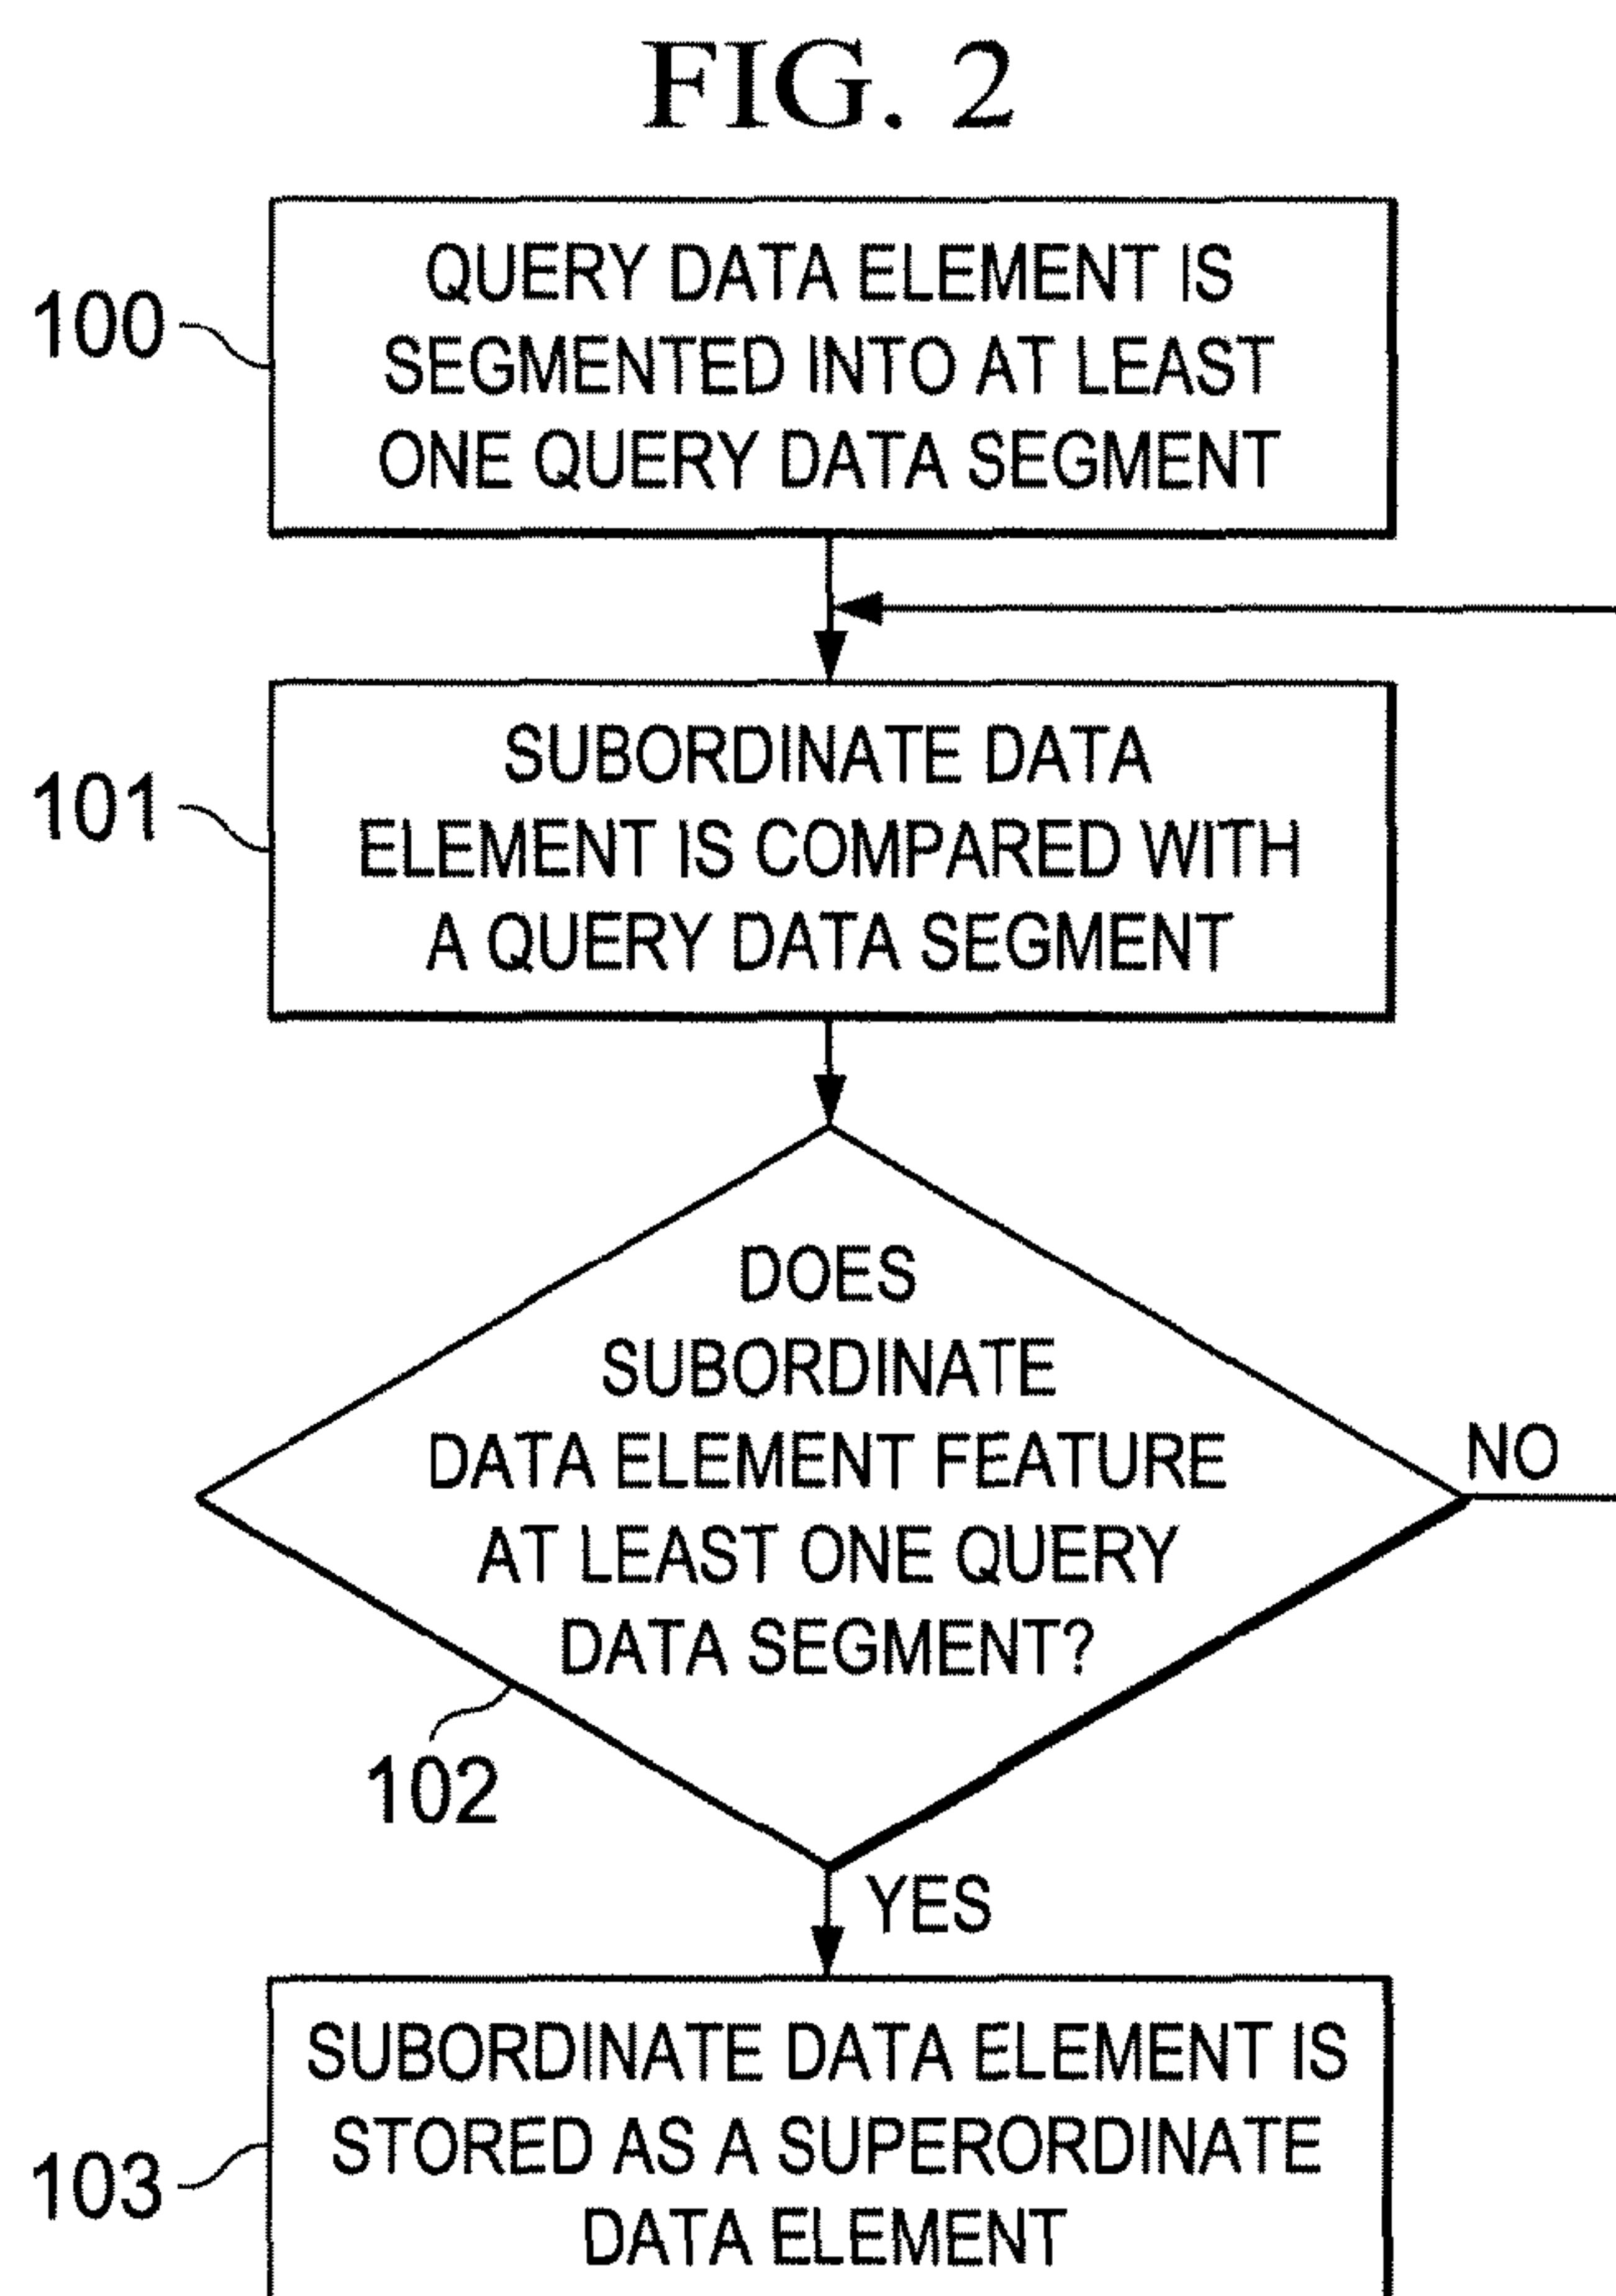 FIG. 2
QUERY DATA ELEMENT IS
SEGMENTED INTO AT LEAST
ONE QUERY DATA SEGMENT
100
SUBORDINATE DATA
ELEMENT IS COMPARED WITH
A QUERY DATA SEGMENT
101
DOES
SUBORDINATE
DATA ELEMENT FEATURE
AT LEAST ONE QUERY
DATA SEGMENT?
NO
102
YES
SUBORDINATE DATA ELEMENT IS
STORED AS A SUPERORDINATE
DATA ELEMENT
103